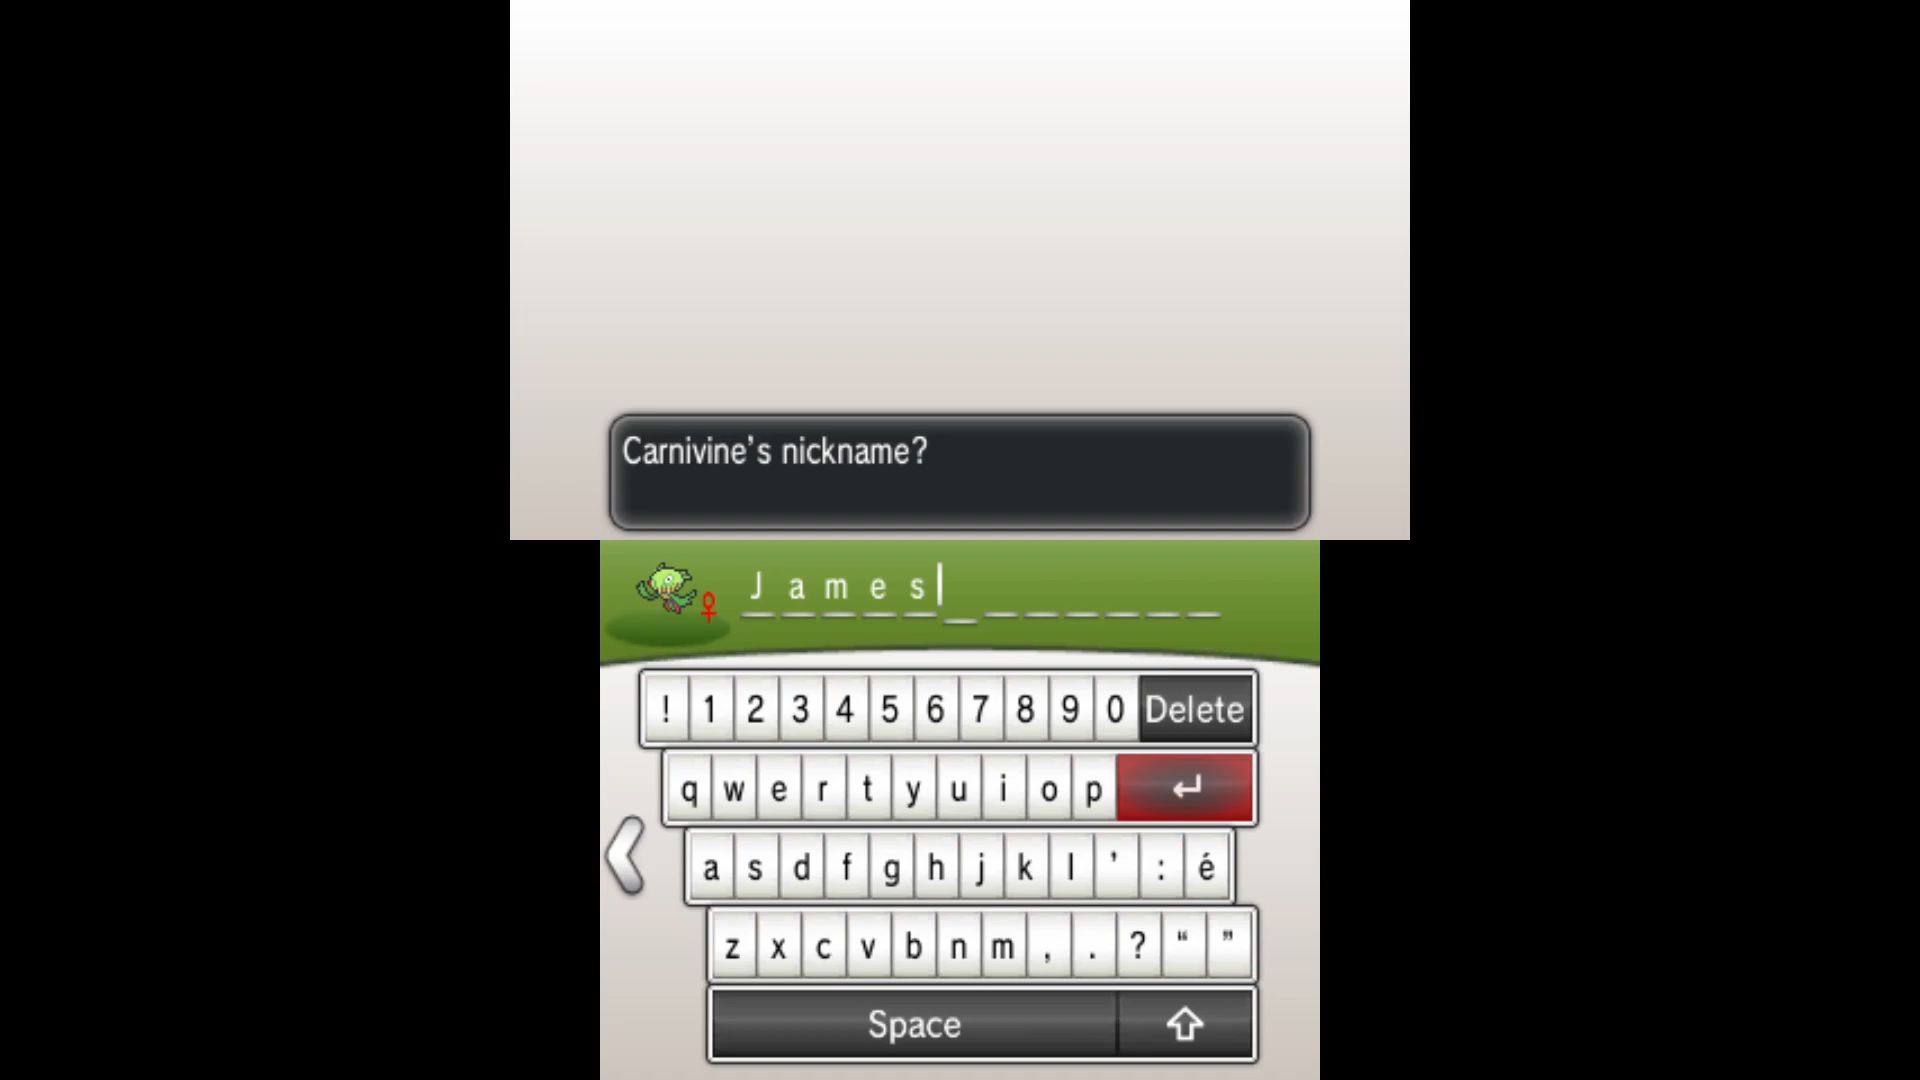 Carnivine's nickname?
James
! 1 2 3 4 5 6 7 8 9 0 Delete
q w e r t y u i o p ↵
a s d f g h j k l ’ : é
z x c v b n m , . ? “ ”
Space